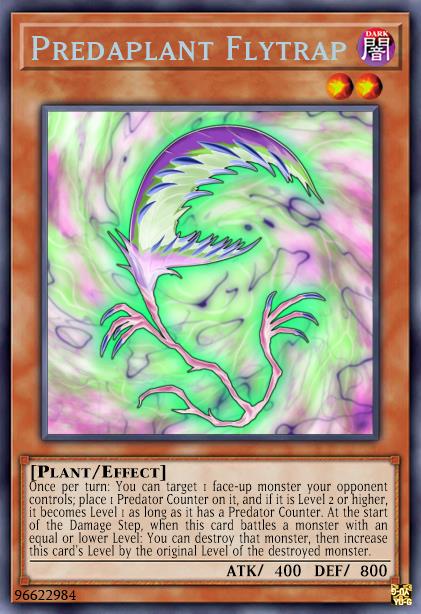 PREDAPLANT FLYTRAP
DARK
闇
[PLANT/EFFECT]
Once per turn: You can target 1 face-up monster your opponent
controls; place 1 Predator Counter on it, and if it is Level 2 or higher,
it becomes Level 1 as long as it has a Predator Counter. At the start
of the Damage Step, when this card battles a monster with an
equal or lower Level: You can destroy that monster, then increase
this card's Level by the original Level of the destroyed monster.
ATK/ 400 DEF/ 800
96622984